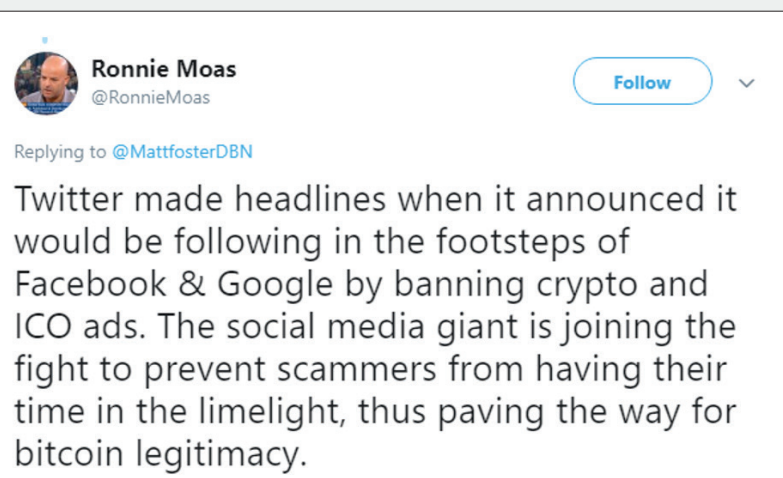 Ronnie Moas
@RonnieMoas
Follow
Replying to @MattfosterDBN
Twitter made headlines when it announced it
would be following in the footsteps of
Facebook & Google by banning crypto and
ICO ads. The social media giant is joining the
fight to prevent scammers from having their
time in the limelight, thus paving the way for
bitcoin legitimacy.